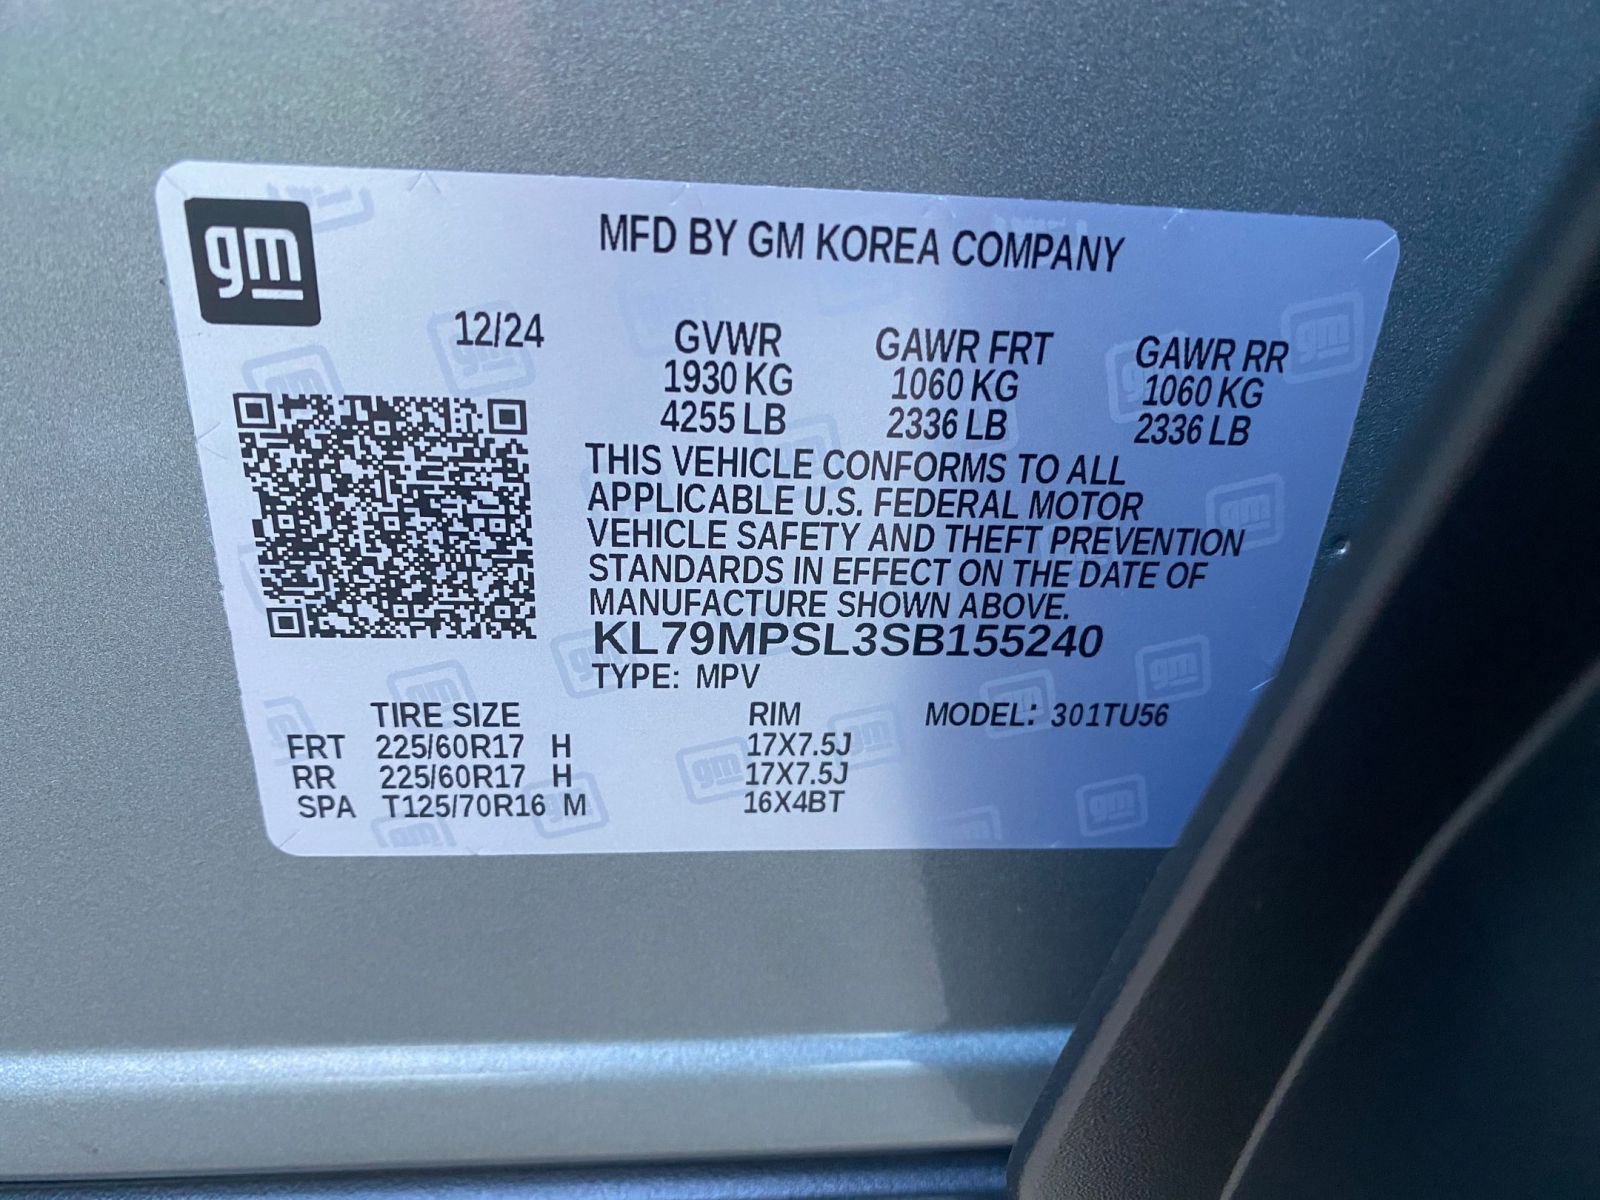 gm
MFD BY GM KOREA COMPANY
12/24
GVWR GAWR FRT GAWR RR
1930 KG 1060 KG 1060 KG
4255 LB 2336 LB 2336 LB
THIS VEHICLE CONFORMS TO ALL
APPLICABLE U.S. FEDERAL MOTOR
VEHICLE SAFETY AND THEFT PREVENTION
STANDARDS IN EFFECT ON THE DATE OF
MANUFACTURE SHOWN ABOVE.
KL79MPSL3SB155240
TYPE: MPV
TIRE SIZE RIM MODEL: 301TU56
FRT 225/60R17 H 17X7.5J
RR 225/60R17 H 17X7.5J
SPA T125/70R16 M 16X4BT